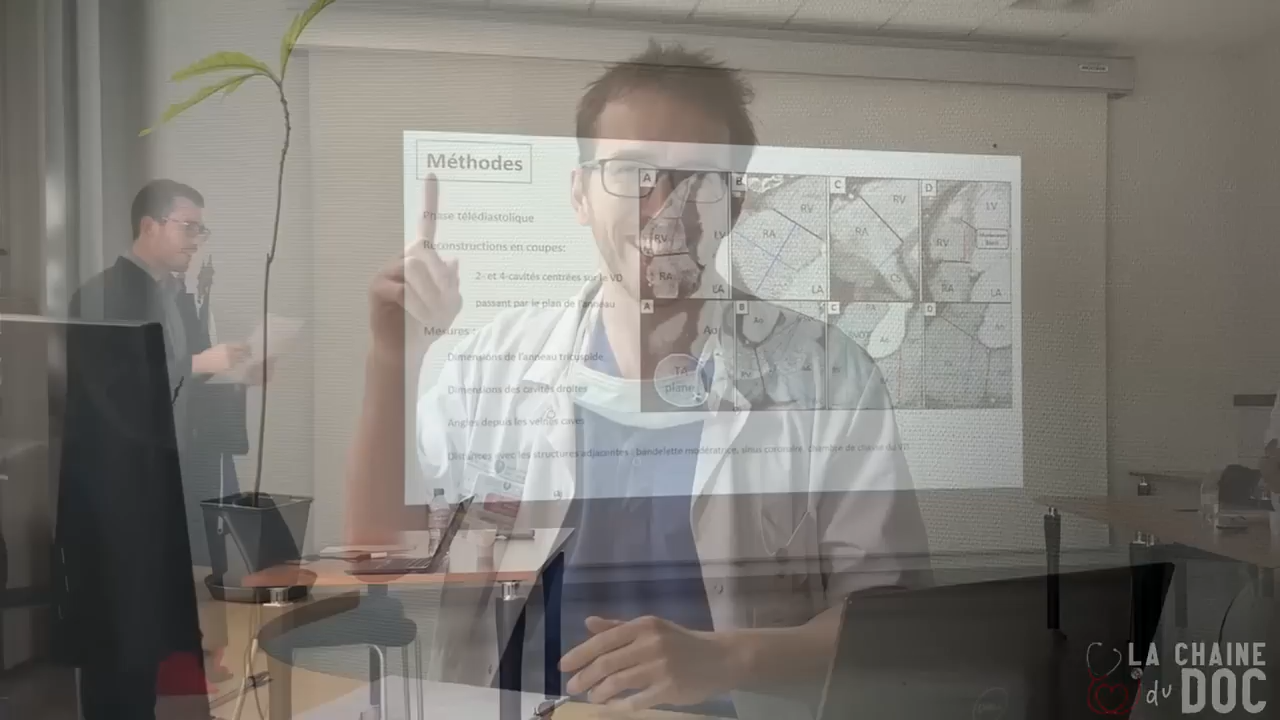 Méthodes
Phase télédiastolique
Reconstructions en coupes:
2- et 4-cavités centrées sur le VD
passant par le plan de l'anneau
Mesures :
Dimensions de l'anneau tricuspide
Dimensions des cavités droites
Angles depuis les veines caves
Distances avec les structures adjacentes : bandelette modératrice, sinus coronaire, chambre de chasse du VD
A B C D
RV LV RA LA
RV RA LA
RV RA
LV RV RA LA
A B C D
Ao
TA
plane
Ao
LA CHAINE
du DOC